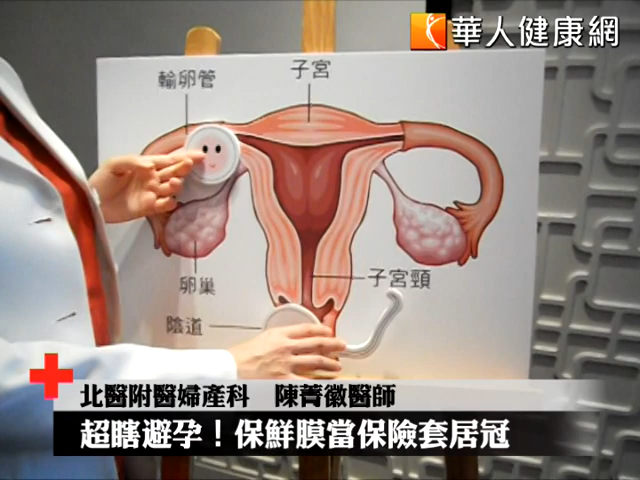 華人健康網
子宮
輸卵管
卵巢
子宮頸
陰道
北醫附醫婦產科 陳菁徽醫師
超瞎避孕！保鮮膜當保險套居冠